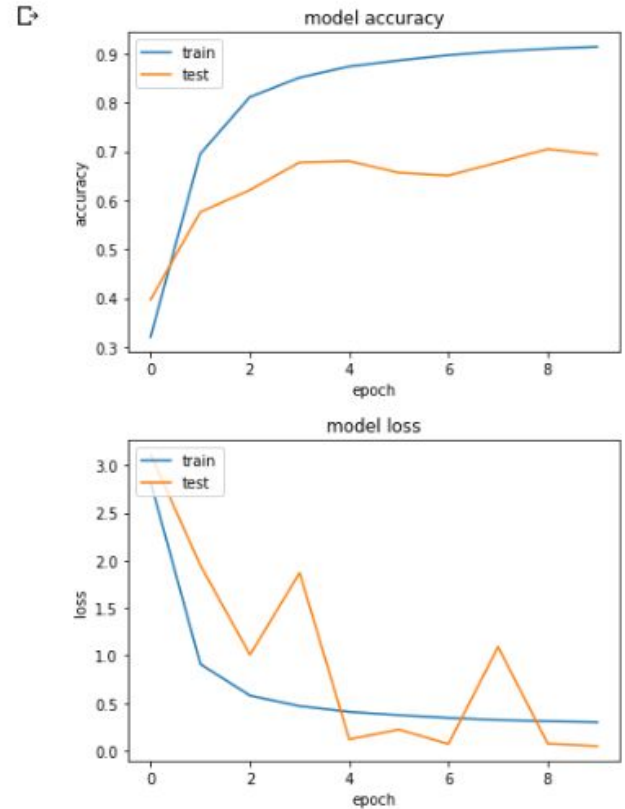 model accuracy
train
test
0.9
0.8
0.7
0.6
0.5
0.4
0.3
accuracy
0 2 4 6 8
epoch
model loss
train
test
3.0
2.5
2.0
1.5
1.0
0.5
0.0
loss
0 2 4 6 8
epoch